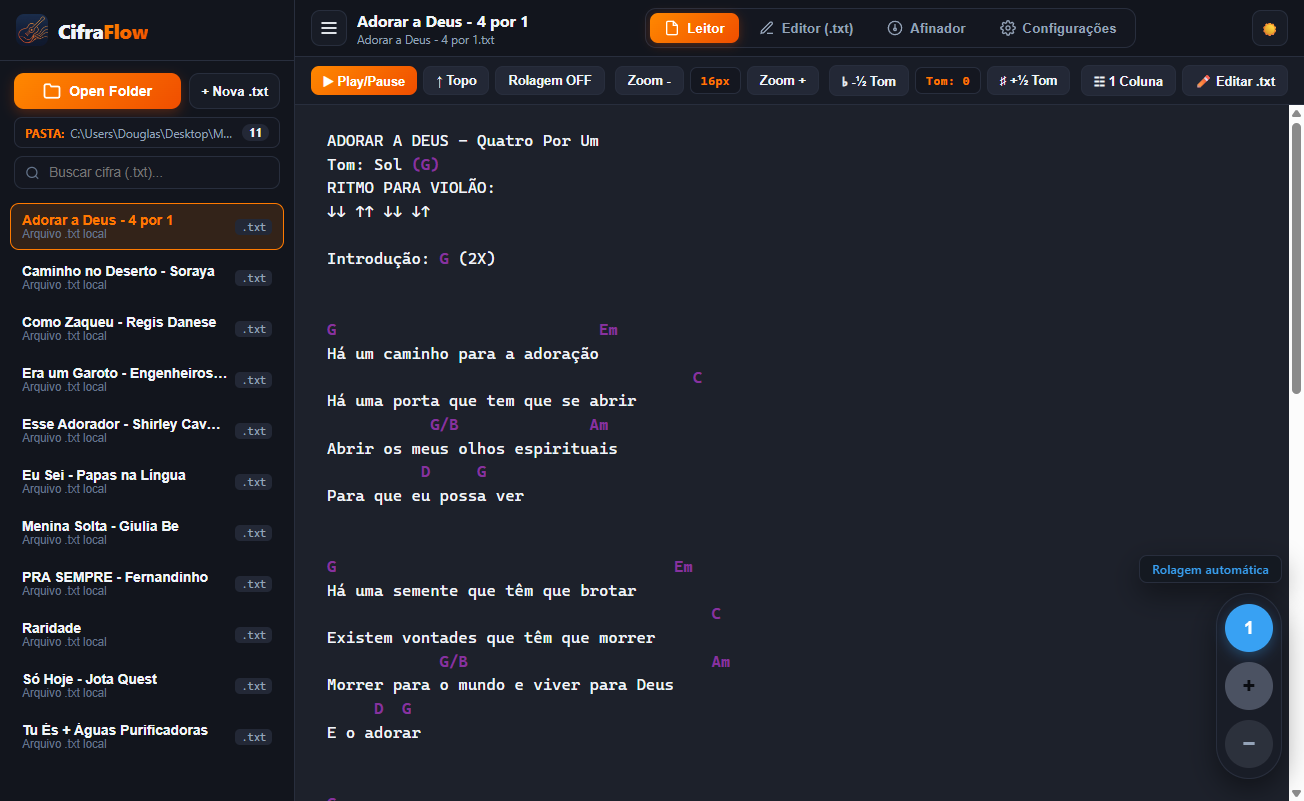 CifraFlow
Open Folder
+ Nova .txt
PASTA: C:\Users\Douglas\Desktop\M... 11
Buscar cifra (.txt)...
Adorar a Deus - 4 por 1
Arquivo .txt local
.txt
Caminho no Deserto - Soraya
Arquivo .txt local
.txt
Como Zaqueu - Regis Danese
Arquivo .txt local
.txt
Era um Garoto - Engenheiros...
Arquivo .txt local
.txt
Esse Adorador - Shirley Cav...
Arquivo .txt local
.txt
Eu Sei - Papas na Língua
Arquivo .txt local
.txt
Menina Solta - Giulia Be
Arquivo .txt local
.txt
PRA SEMPRE - Fernandinho
Arquivo .txt local
.txt
Raridade
Arquivo .txt local
.txt
Só Hoje - Jota Quest
Arquivo .txt local
.txt
Tu És + Águas Purificadoras
Arquivo .txt local
.txt
Adorar a Deus - 4 por 1
Adorar a Deus - 4 por 1.txt
Leitor
Editor (.txt)
Afinador
Configurações
▶ Play/Pause
↑ Topo
Rolagem OFF
Zoom -
16px
Zoom +
♭ -½ Tom
Tom: 0
♯ +½ Tom
☷ 1 Coluna
Editar .txt
ADORAR A DEUS – Quatro Por Um
Tom: Sol (G)
RITMO PARA VIOLÃO:
↓↓ ↑↑ ↓↓ ↓↑
Introdução: G (2X)
G Em
Há um caminho para a adoração
C
Há uma porta que tem que se abrir
G/B Am
Abrir os meus olhos espirituais
D G
Para que eu possa ver
G Em
Há uma semente que têm que brotar
C
Existem vontades que têm que morrer
G/B Am
Morrer para o mundo e viver para Deus
D G
E o adorar
Rolagem automática
1
+
−